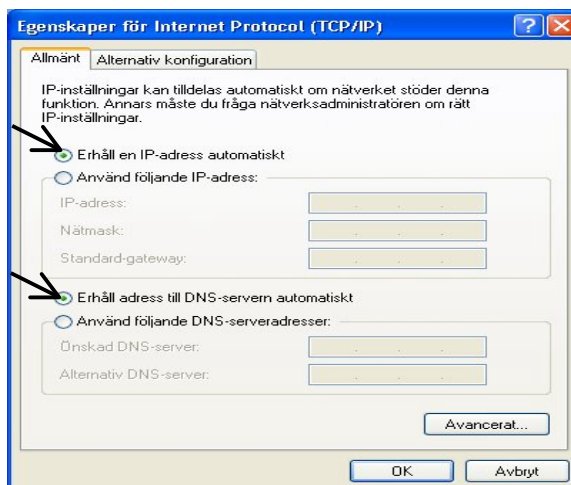 Egenskaper för Internet Protocol (TCP/IP)
Allmänt Alternativ konfiguration
IP-inställningar kan tilldelas automatiskt om nätverket stöder denna
funktion. Annars måste du fråga nätverksadministratören om rätt
IP-inställningar.
Erhåll en IP-adress automatiskt
Använd följande IP-adress:
IP-adress:
Nätmask:
Standard-gateway:
Erhåll adress till DNS-servern automatiskt
Använd följande DNS-serveradresser:
Önskad DNS-server:
Alternativ DNS-server:
Avancerat...
OK Avbryt